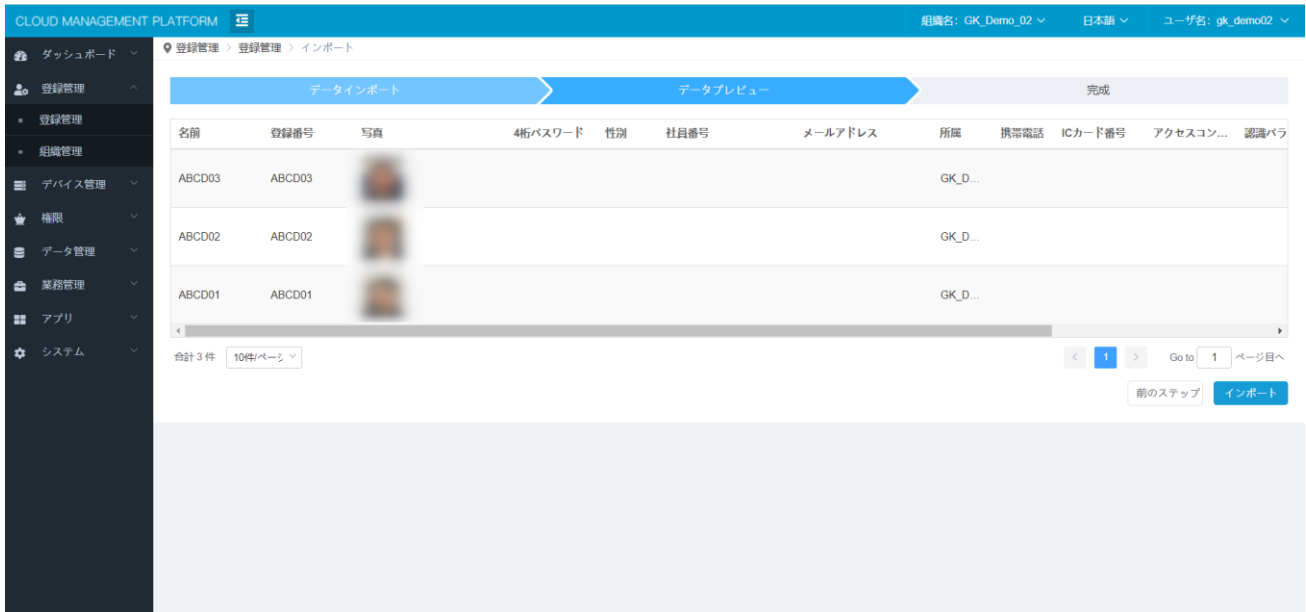 CLOUD MANAGEMENT PLATFORM 組織名: GK_Demo_02 日本語 ユーザ名: gk_demo02
ダッシュボード
登録管理
登録管理
組織管理
デバイス管理
権限
データ管理
業務管理
アプリ
システム
登録管理 > 登録管理 > インポート
データインポート データプレビュー 完成
名前 登録番号 写真 4桁パスワード 性別 社員番号 メールアドレス 所属 携帯電話 ICカード番号 アクセスコン... 認識パラ
ABCD03 ABCD03 GK_D...
ABCD02 ABCD02 GK_D...
ABCD01 ABCD01 GK_D...
合計 3 件 10件/ページ < 1 > Go to 1 ページ目へ
前のステップ インポート